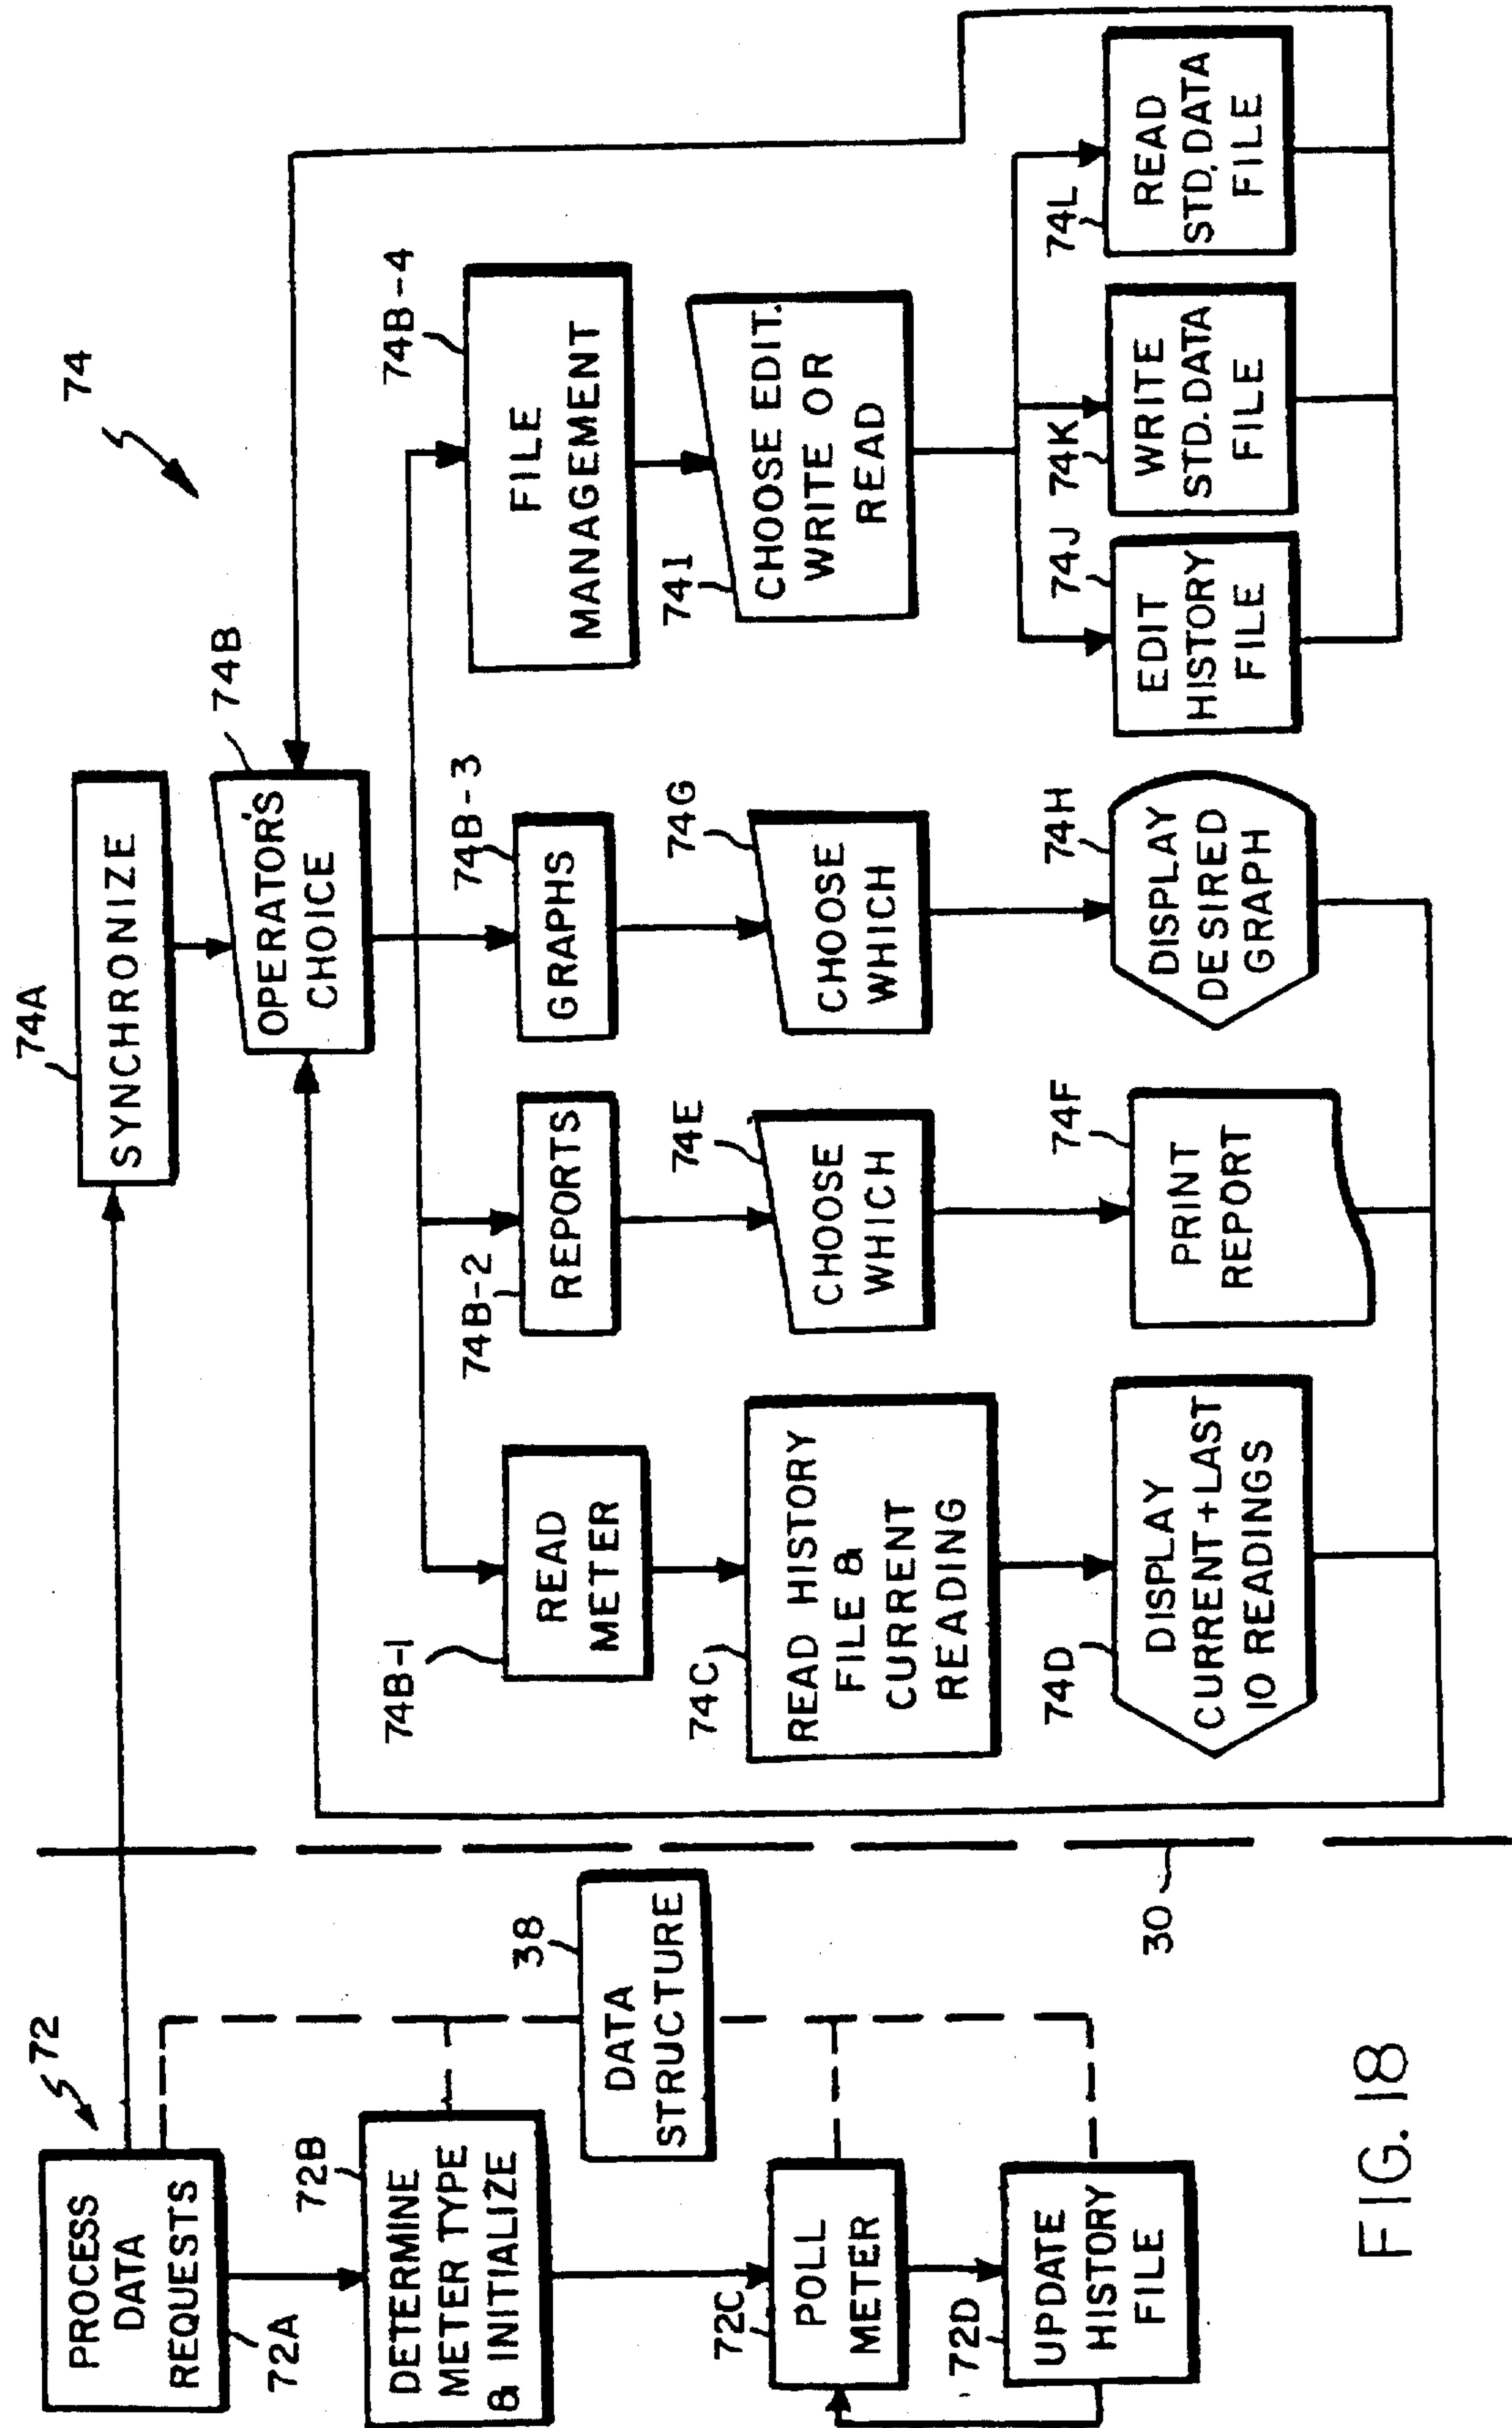 72
PROCESS
DATA
REQUESTS
72A
72B
DETERMINE
METER TYPE
& INITIALIZE
38
DATA
STRUCTURE
72C
POLL
METER
72D
UPDATE
HISTORY
FILE
30
74
74A
SYNCHRONIZE
74B
OPERATOR'S
CHOICE
74B-1
READ
METER
74C
READ HISTORY
FILE &
CURRENT
READING
74D
DISPLAY
CURRENT+LAST
10 READINGS
74B-2
REPORTS
74E
CHOOSE
WHICH
74F
PRINT
REPORT
74B-3
GRAPHS
74G
CHOOSE
WHICH
74H
DISPLAY
DESIRED
GRAPH
74B-4
FILE
MANAGEMENT
74I
CHOOSE EDIT.
WRITE OR
READ
74J
EDIT
HISTORY
FILE
74K
WRITE
STD.DATA
FILE
74L
READ
STD.DATA
FILE
FIG. 18